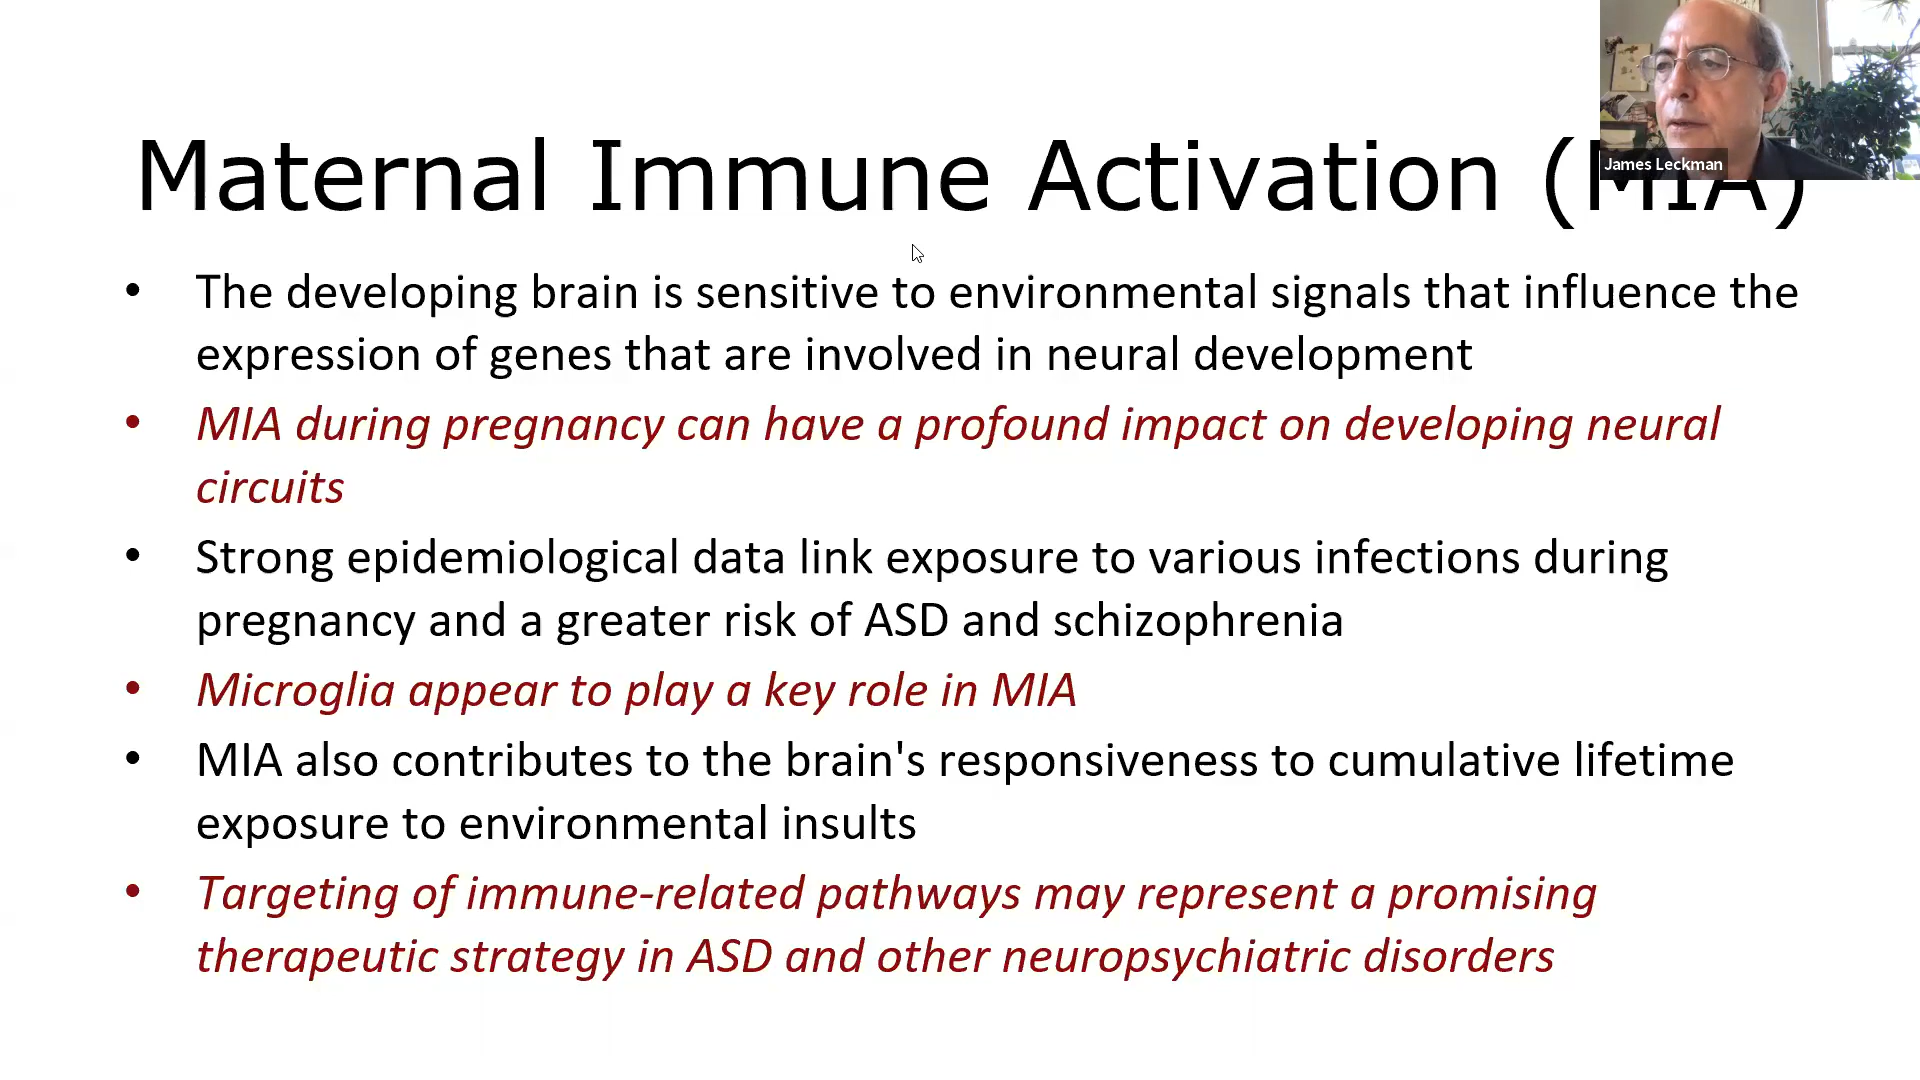 James Leckman
Maternal Immune Activation (MIA)
• The developing brain is sensitive to environmental signals that influence the
expression of genes that are involved in neural development
• MIA during pregnancy can have a profound impact on developing neural
circuits
• Strong epidemiological data link exposure to various infections during
pregnancy and a greater risk of ASD and schizophrenia
• Microglia appear to play a key role in MIA
• MIA also contributes to the brain's responsiveness to cumulative lifetime
exposure to environmental insults
• Targeting of immune-related pathways may represent a promising
therapeutic strategy in ASD and other neuropsychiatric disorders